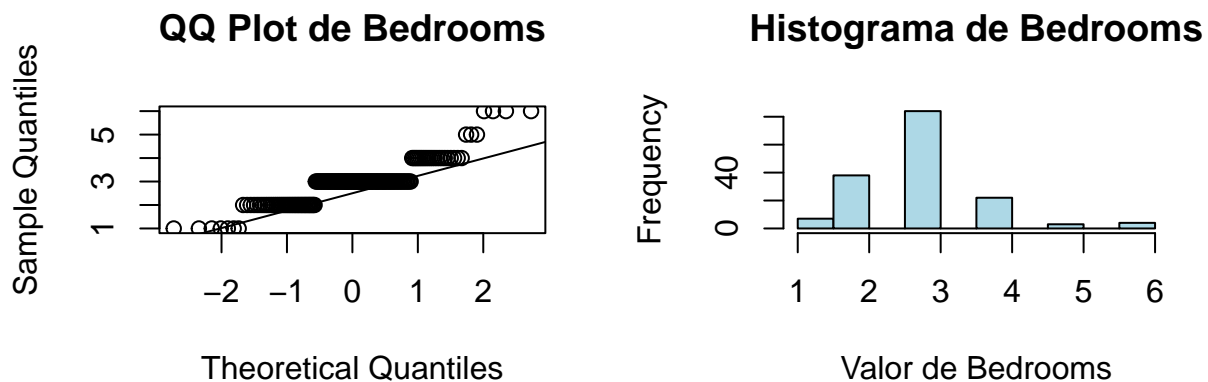 QQ Plot de Bedrooms
Sample Quantiles
1
3
5
−2
−1
0
1
2
Theoretical Quantiles
Histograma de Bedrooms
Frequency
0
40
1
2
3
4
5
6
Valor de Bedrooms